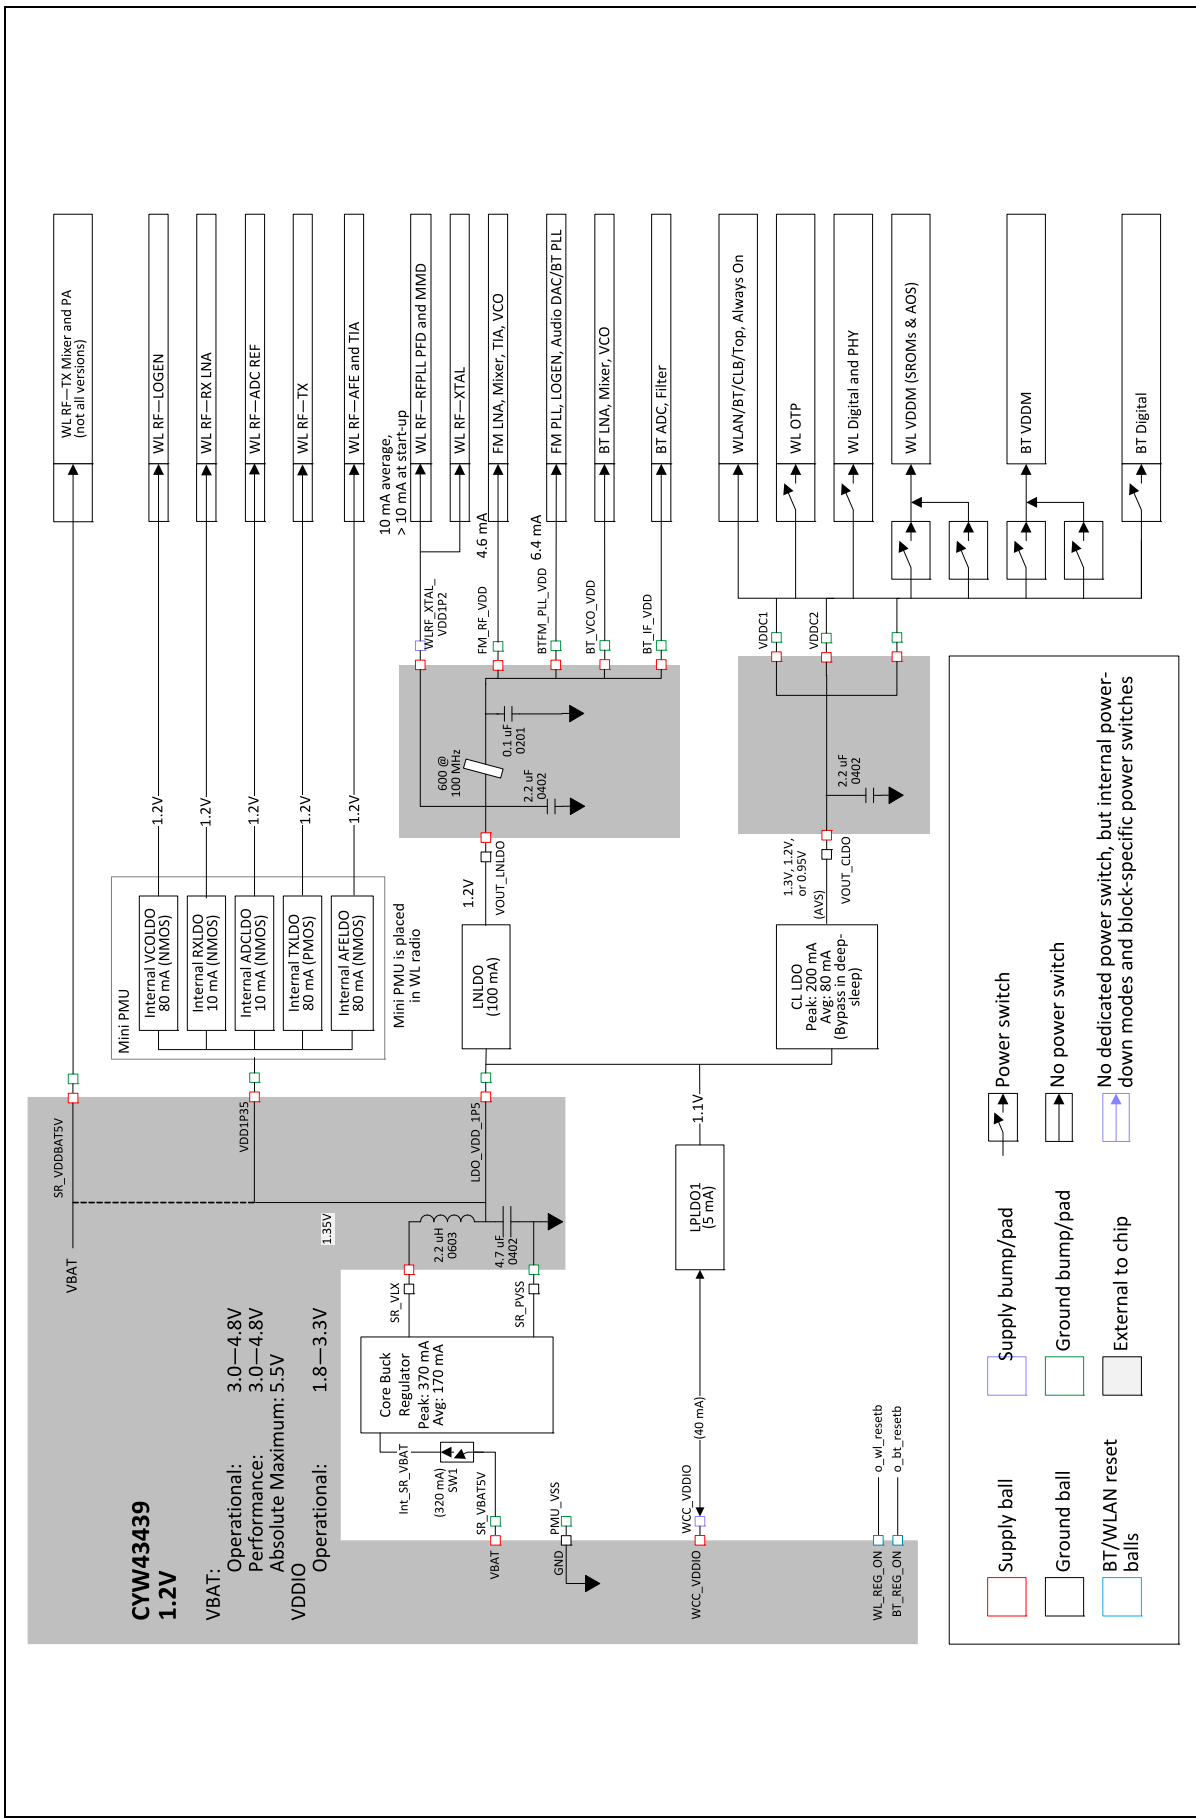 CYW43439
1.2V
VBAT:
Operational: 3.0—4.8V
Performance: 3.0—4.8V
Absolute Maximum: 5.5V
VDDIO
Operational: 1.8—3.3V
VBAT
SR_VDDBAT5V
1.35V
VDD1P35
LDO_VDD_1P5
2.2 uH
0603
4.7 uF
0402
SR_VLX
SR_PVSS
Core Buck
Regulator
Peak: 370 mA
Avg: 170 mA
Int_SR_VBAT
(320 mA)
SW1
SR_VBAT5V
VBAT
PMU_VSS
GND
WCC_VDDIO
WCC_VDDIO
(40 mA)
LPLDO1
(5 mA)
1.1V
WL_REG_ON
o_wl_resetb
BT_REG_ON
o_bt_resetb
Mini PMU
Internal VCOLDO
80 mA (NMOS)
Internal RXLDO
10 mA (NMOS)
Internal ADCLDO
10 mA (NMOS)
Internal TXLDO
80 mA (PMOS)
Internal AFELDO
80 mA (NMOS)
Mini PMU is placed
in WL radio
1.2V
1.2V
1.2V
1.2V
1.2V
LNLDO
(100 mA)
1.2V
VOUT_LNLDO
CL LDO
Peak: 200 mA
Avg: 80 mA
(Bypass in deep-
sleep)
1.3V, 1.2V,
or 0.95V
(AVS)
VOUT_CLDO
600 @
100 MHz
2.2 uF
0402
0.1 uF
0201
2.2 uF
0402
WLRF_XTAL_
VDD1P2
FM_RF_VDD
BTFM_PLL_VDD
BT_VCO_VDD
BT_IF_VDD
VDDC1
VDDC2
10 mA average,
> 10 mA at start-up
4.6 mA
6.4 mA
WL RF—TX Mixer and PA
(not all versions)
WL RF—LOGEN
WL RF—RX LNA
WL RF—ADC REF
WL RF—TX
WL RF—AFE and TIA
WL RF—RFPLL PFD and MMD
WL RF—XTAL
FM LNA, Mixer, TIA, VCO
FM PLL, LOGEN, Audio DAC/BT PLL
BT LNA, Mixer, VCO
BT ADC, Filter
WLAN/BT/CLB/Top, Always On
WL OTP
WL Digital and PHY
WL VDDM (SROMs & AOS)
BT VDDM
BT Digital
Supply ball
Ground ball
BT/WLAN reset
balls
Supply bump/pad
Ground bump/pad
External to chip
Power switch
No power switch
No dedicated power switch, but internal power-
down modes and block-specific power switches